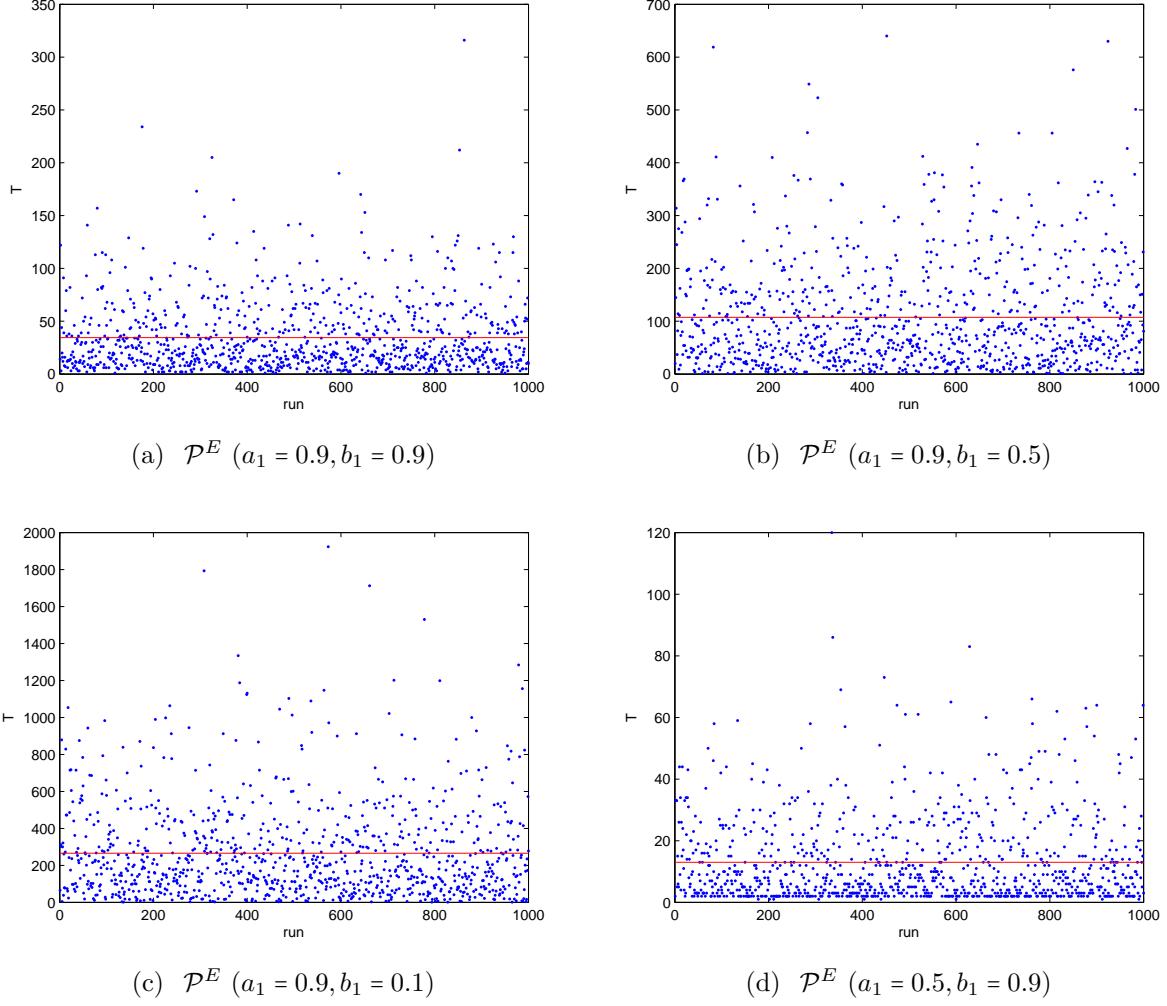 350
300
250
200
150
100
50
0
T
0 200 400 600 800 1000
run
(a) 𝒫^E (a₁ = 0.9, b₁ = 0.9)
700
600
500
400
300
200
100
0
T
0 200 400 600 800 1000
run
(b) 𝒫^E (a₁ = 0.9, b₁ = 0.5)
2000
1800
1600
1400
1200
1000
800
600
400
200
0
T
0 200 400 600 800 1000
run
(c) 𝒫^E (a₁ = 0.9, b₁ = 0.1)
120
100
80
60
40
20
0
T
0 200 400 600 800 1000
run
(d) 𝒫^E (a₁ = 0.5, b₁ = 0.9)